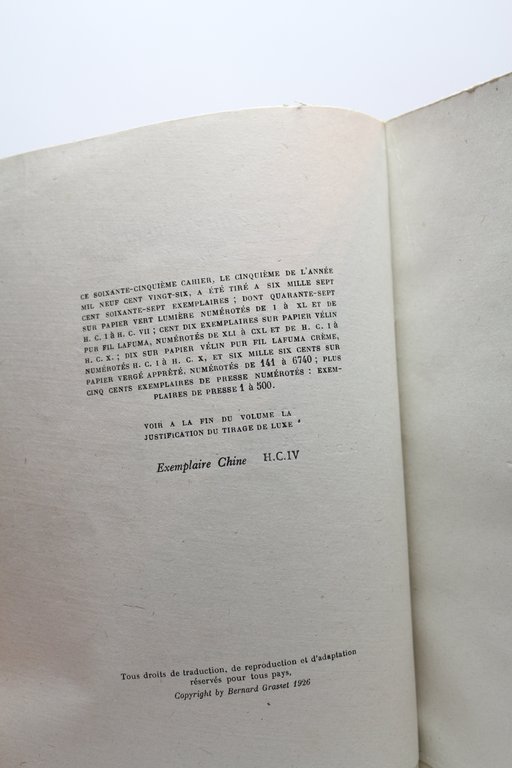 CE SOIXANTE-CINQUIÈME CAHIER, LE CINQUIÈME DE L'ANNÉE
MIL NEUF CENT VINGT-SIX, A ÉTÉ TIRÉ A SIX MILLE SEPT
CENT SOIXANTE-SEPT EXEMPLAIRES ; DONT QUARANTE-SEPT
SUR PAPIER VERT LUMIÈRE NUMÉROTÉS DE I à XL ET DE
H. C. I à H. C. VII ; CENT DIX EXEMPLAIRES SUR PAPIER VÉLIN
PUR FIL LAFUMA, NUMÉROTÉS DE XLI à CXL ET DE H. C. I à
H. C. X. ; DIX SUR PAPIER VÉLIN PUR FIL LAFUMA CRÈME,
NUMÉROTÉS H. C. I à H. C. X, ET SIX MILLE SIX CENTS SUR
PAPIER VERGÉ APPRÊTÉ. NUMÉROTÉS DE 141 à 6740 ; PLUS
CINQ CENTS EXEMPLAIRES DE PRESSE NUMÉROTÉS : EXEM-
PLAIRES DE PRESSE 1 à 500.
VOIR A LA FIN DU VOLUME LA
JUSTIFICATION DU TIRAGE DE LUXE
Exemplaire Chine H.C.IV
Tous droits de traduction, de reproduction et d'adaptation
réservés pour tous pays,
Copyright by Bernard Grasset 1926